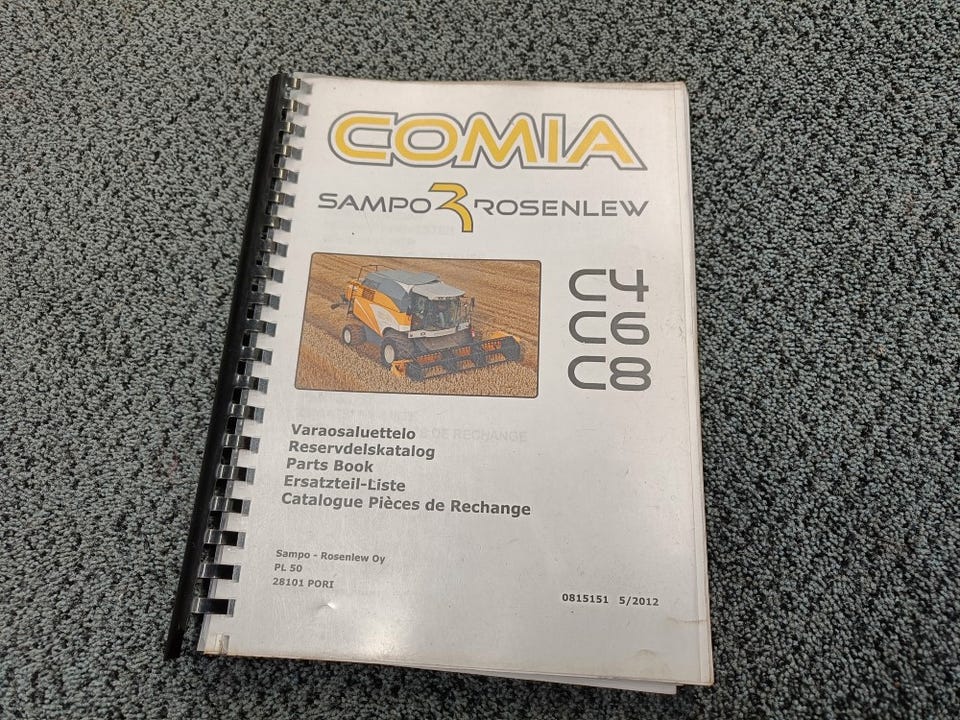 COMIA
SAMPO ROSENLEW
C4
C6
C8
Varaosaluettelo
Reservdelskatalog
Parts Book
Ersatzteil-Liste
Catalogue Pièces de Rechange
Sampo - Rosenlew Oy
PL 50
28101 PORI
0815151 5/2012